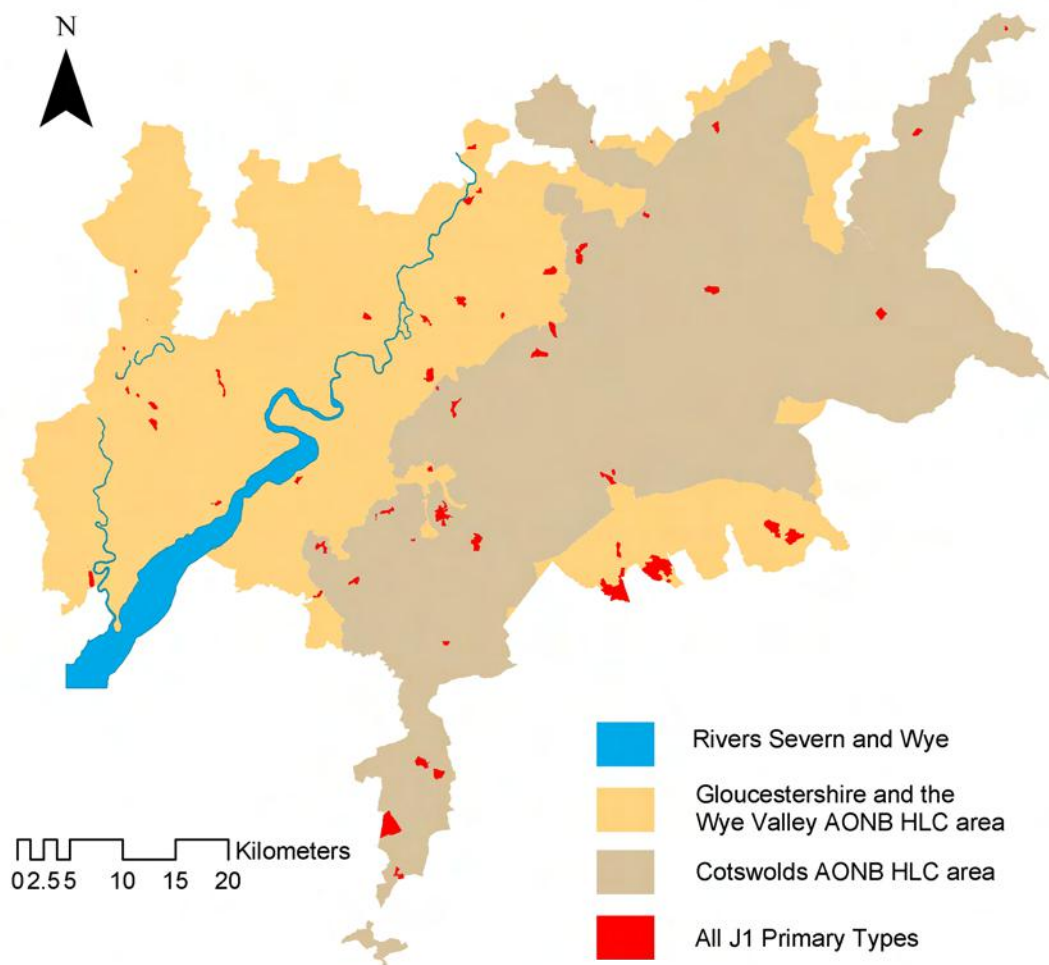 N
Rivers Severn and Wye
Gloucestershire and the
Wye Valley AONB HLC area
Kilometers
0 2.5 5 10 15 20
Cotswolds AONB HLC area
All J1 Primary Types